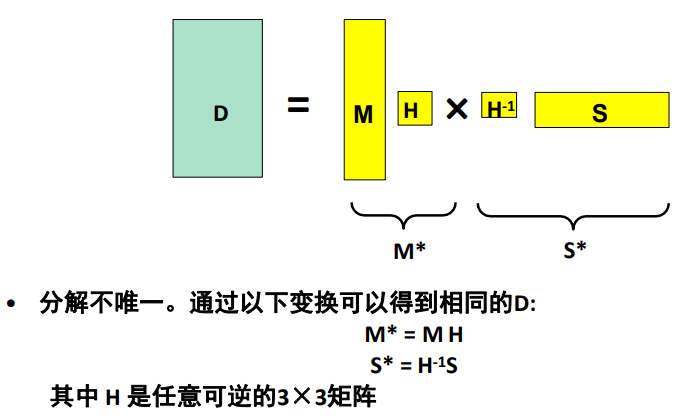 D = M H × H-1 S
M* S*
• 分解不唯一。通过以下变换可以得到相同的D:
M* = M H
S* = H-1S
其中 H 是任意可逆的3×3矩阵